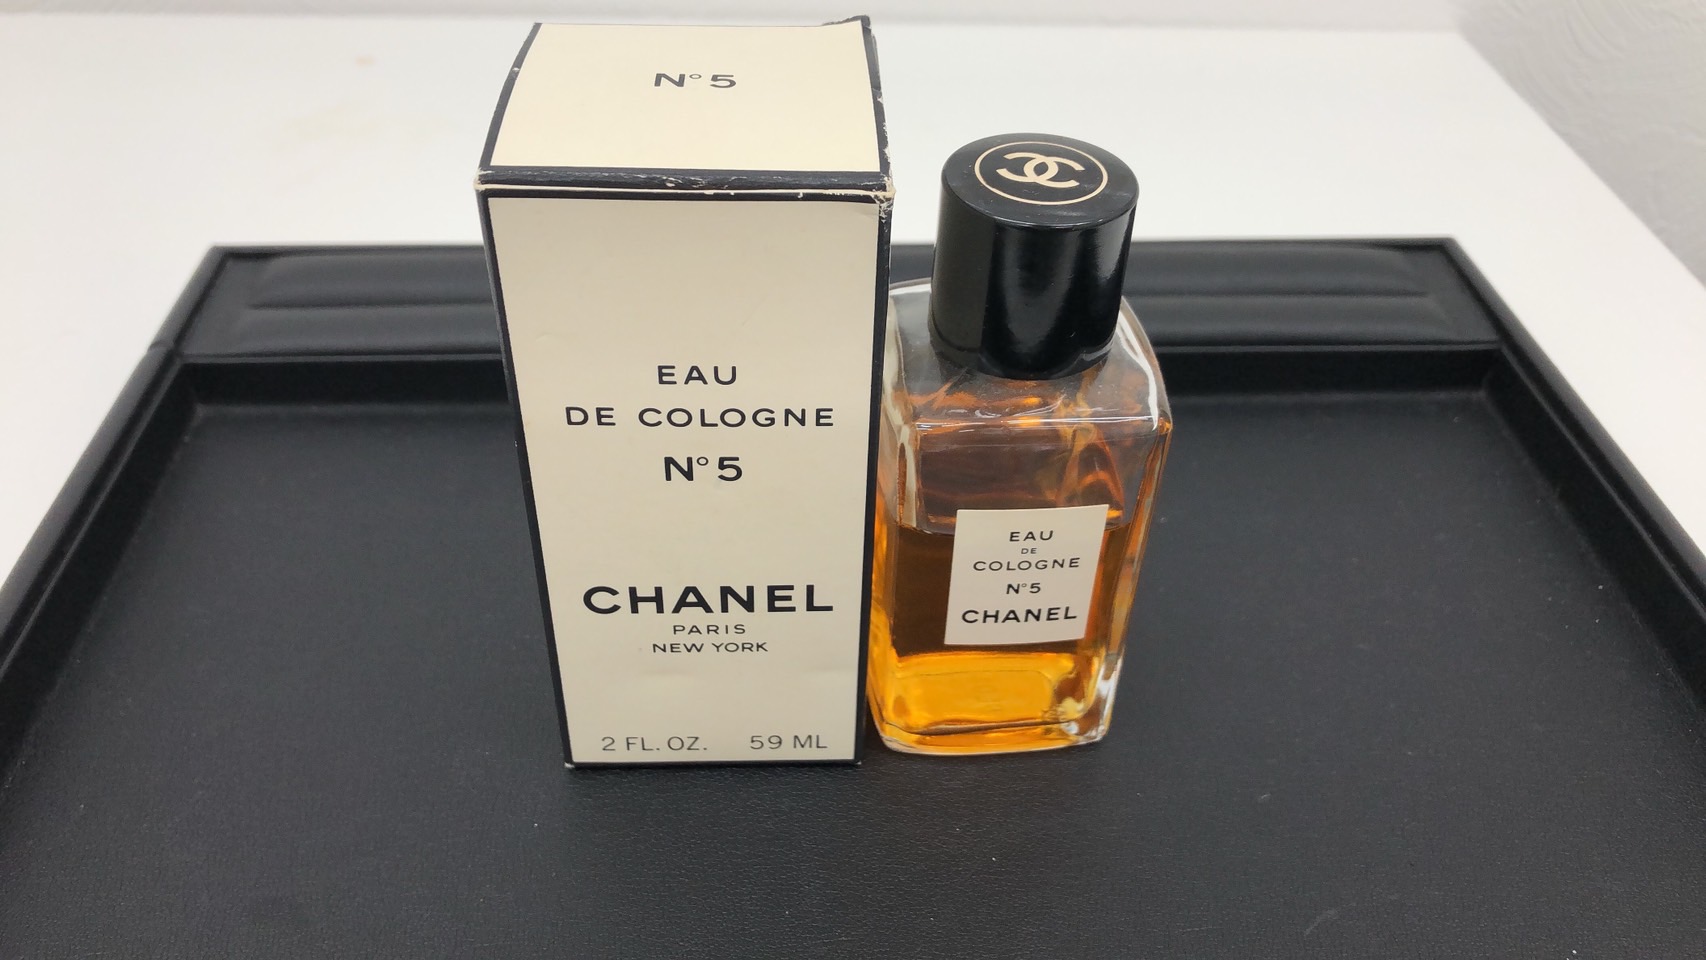 N°5
EAU
DE COLOGNE
N°5
CHANEL
PARIS
NEW YORK
2 FL. OZ. 59 ML
EAU
DE
COLOGNE
N°5
CHANEL